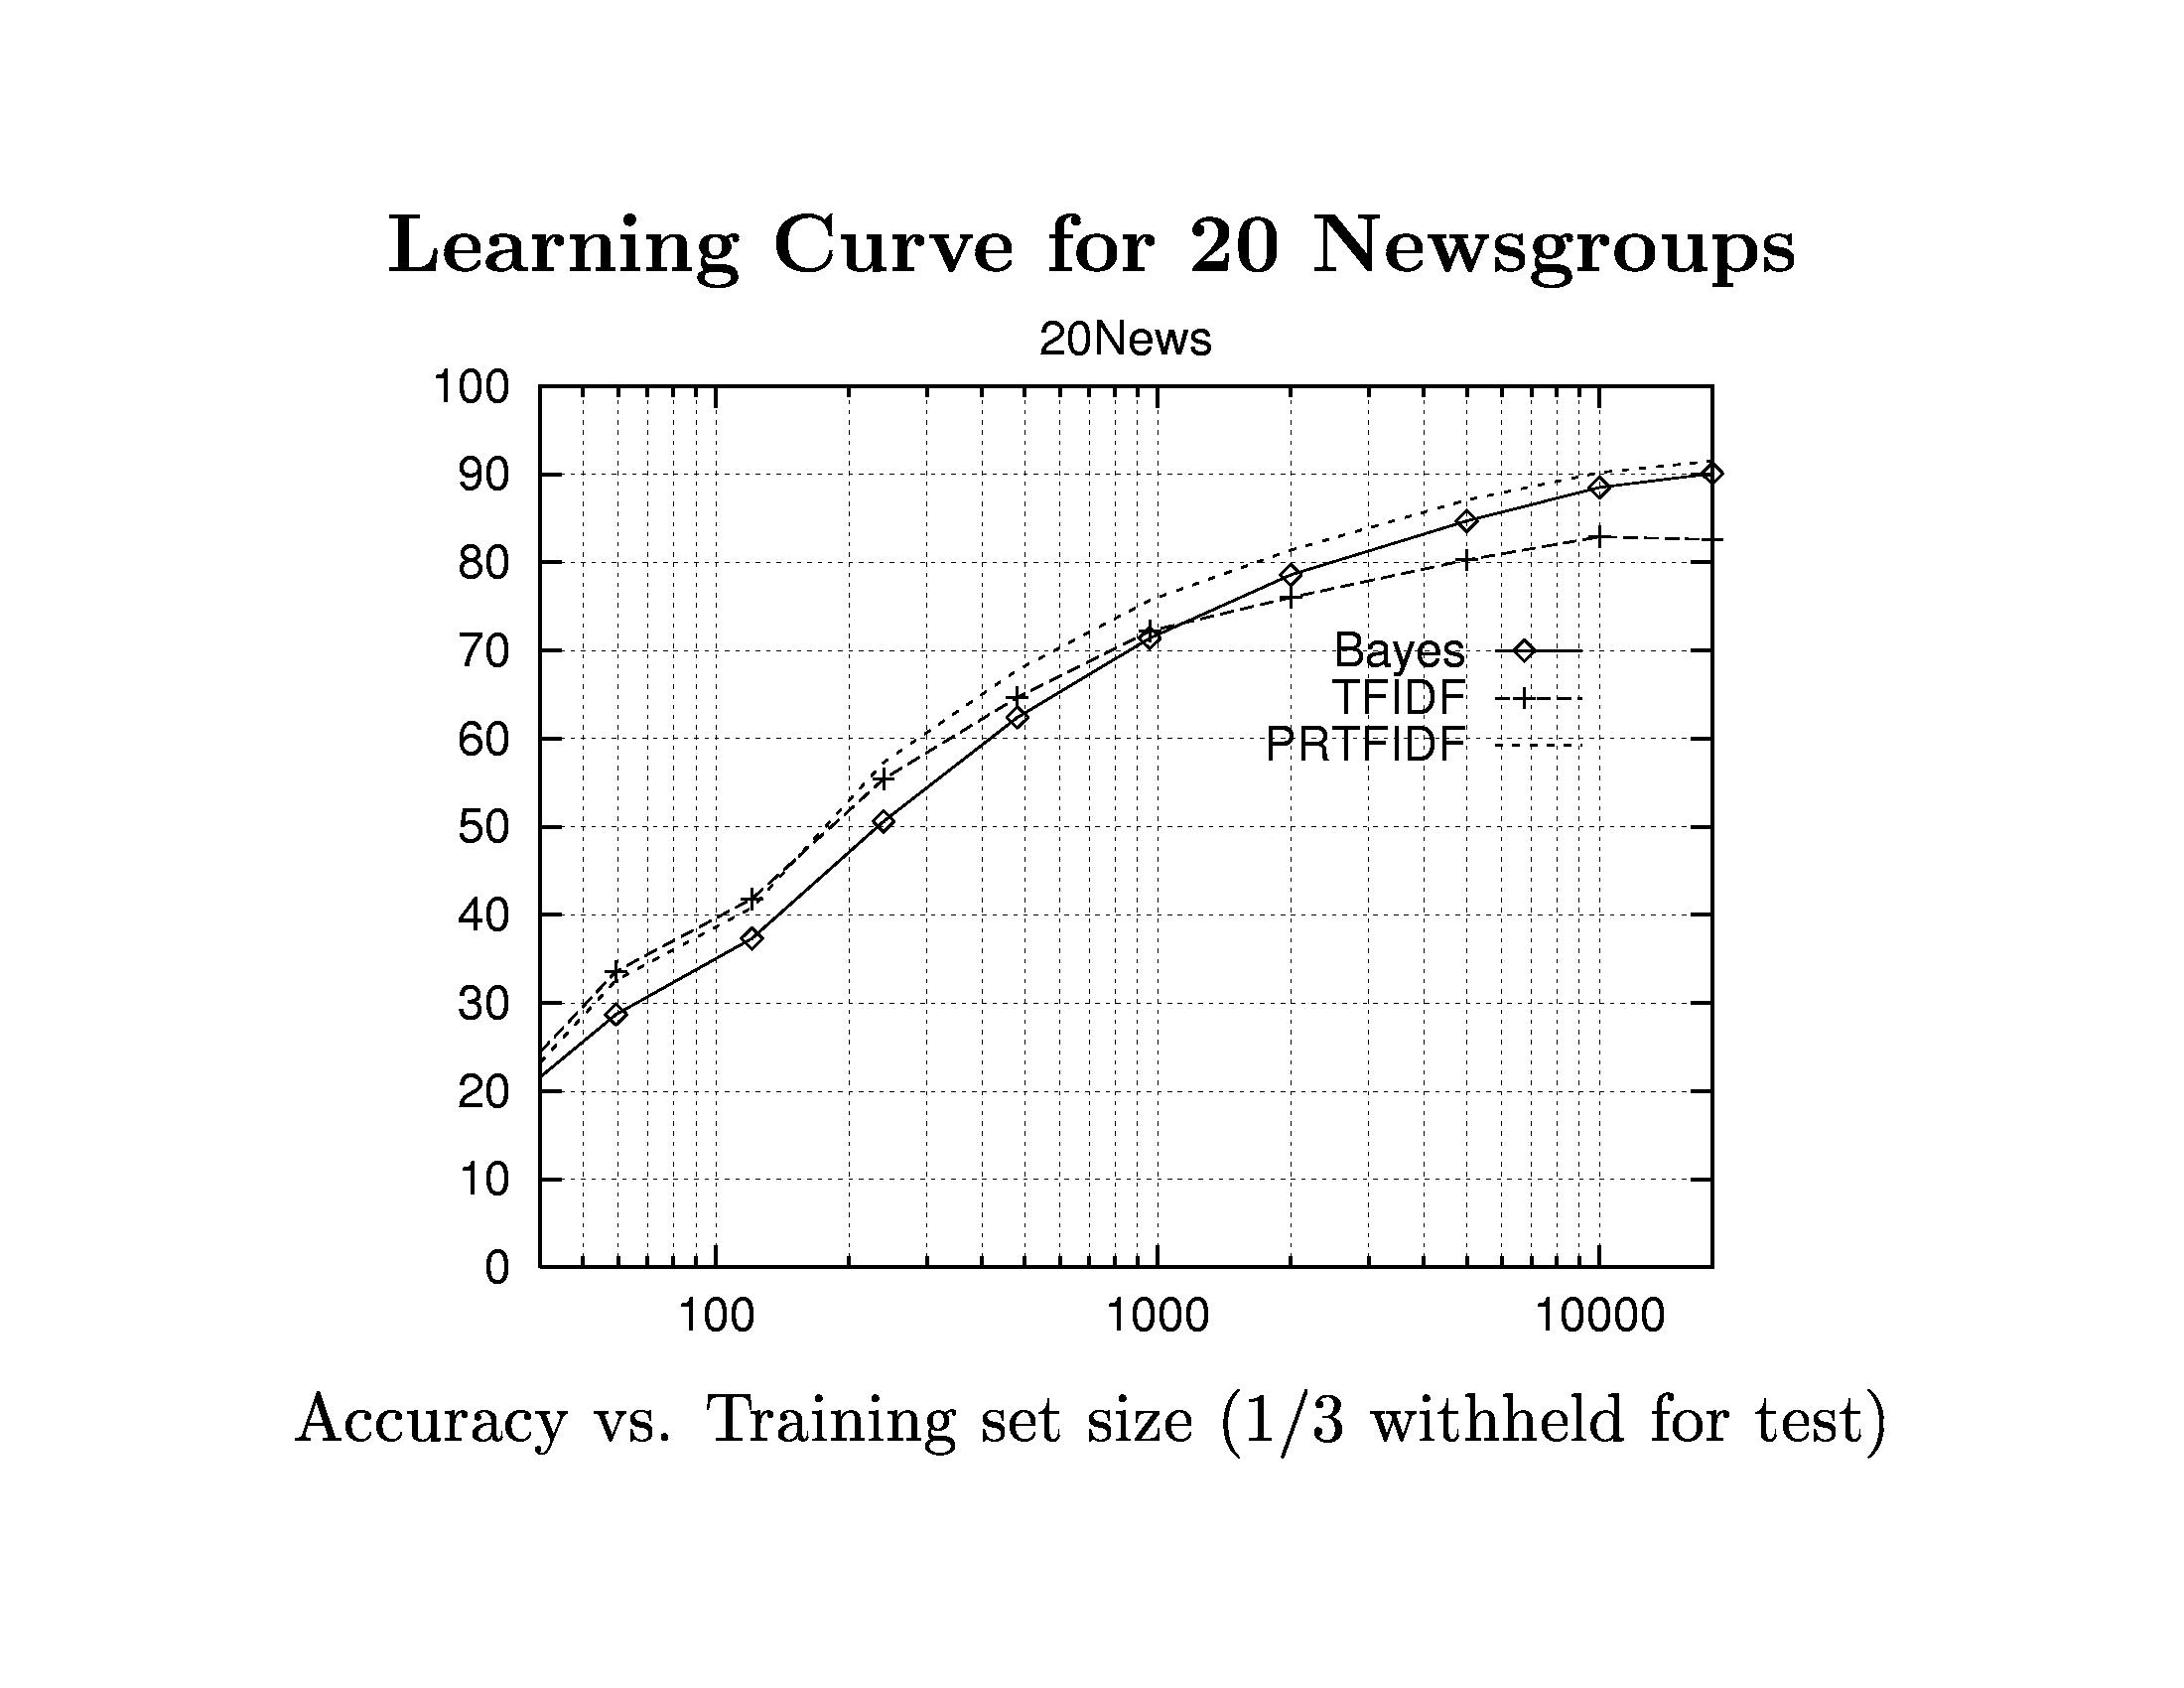 Learning Curve for 20 Newsgroups
20News
100
90
80
70
60
50
40
30
20
10
0
Bayes
TFIDF
PRTFIDF
100 1000 10000
Accuracy vs. Training set size (1/3 withheld for test)